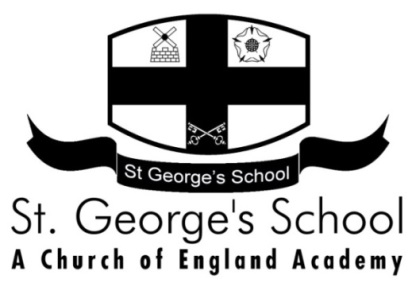 St George's School
St. George's School
A Church of England Academy